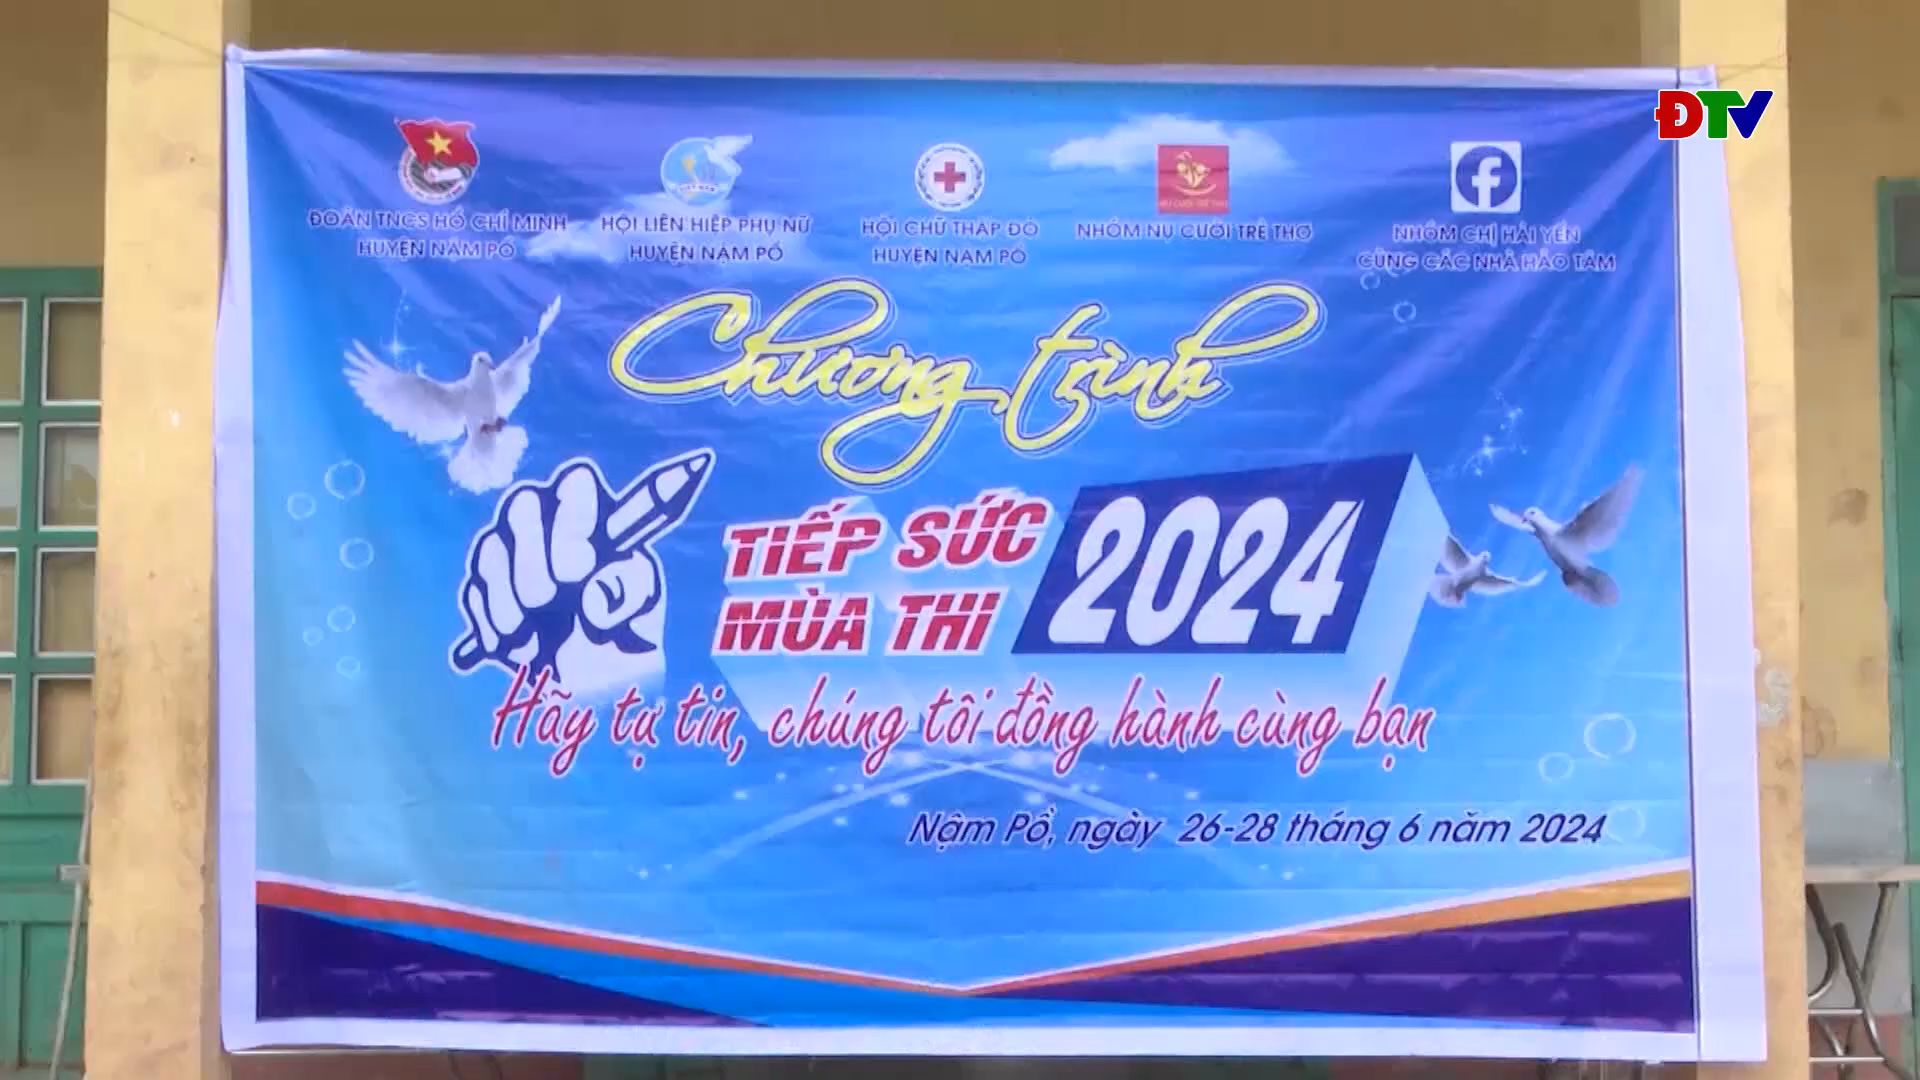 ĐTV
ĐOÀN TNCS HỒ CHÍ MINH
HUYỆN NẬM PỒ
HỘI LIÊN HIỆP PHỤ NỮ
HUYỆN NẬM PỒ
HỘI CHỮ THẬP ĐỎ
HUYỆN NẬM PỒ
NHÓM NỤ CƯỜI TRẺ THƠ
NHÓM CHỊ HẢI YẾN
CÙNG CÁC NHÀ HẢO TÂM
Chương trình
TIẾP SỨC
MÙA THI
2024
Hãy tự tin, chúng tôi đồng hành cùng bạn
Nậm Pồ, ngày 26-28 tháng 6 năm 2024